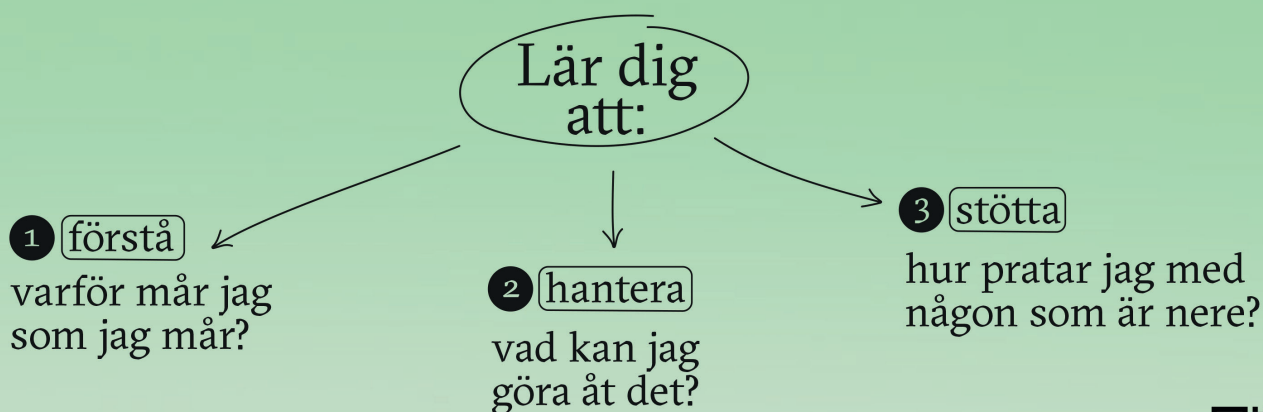 Lär dig
att:
1 förstå
varför mår jag
som jag mår?
2 hantera
vad kan jag
göra åt det?
3 stötta
hur pratar jag med
någon som är nere?